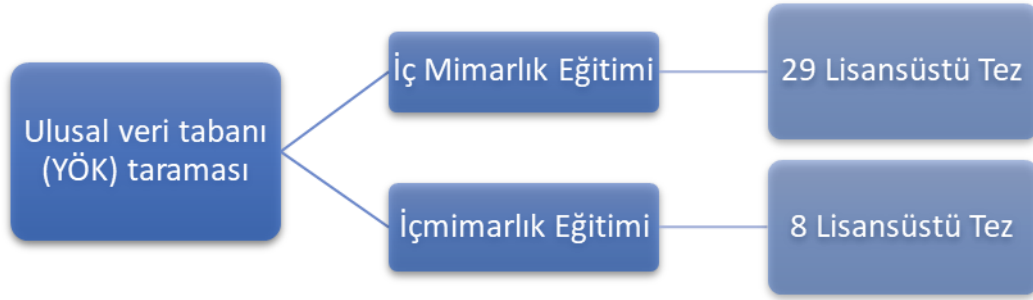 Ulusal veri tabanı
(YÖK) taraması
İç Mimarlık Eğitimi
29 Lisansüstü Tez
İçmimarlık Eğitimi
8 Lisansüstü Tez